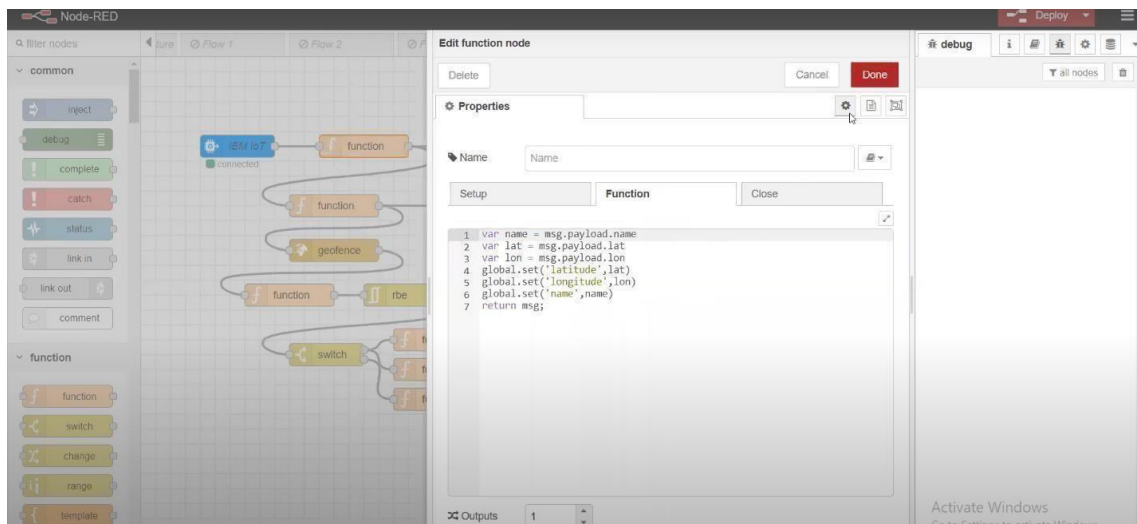 Node-RED
Deploy
filter nodes
Flow 1
Flow 2
Edit function node
debug
all nodes
Delete
Cancel
Done
common
Properties
inject
debug
complete
catch
status
link in
link out
comment
function
function
switch
change
range
template
IBM IoT
connected
function
function
geofence
function
rbe
switch
Name
Name
Setup
Function
Close
1 var name = msg.payload.name
2 var lat = msg.payload.lat
3 var lon = msg.payload.lon
4 global.set('latitude',lat)
5 global.set('longitude',lon)
6 global.set('name',name)
7 return msg;
Outputs
1
Activate Windows